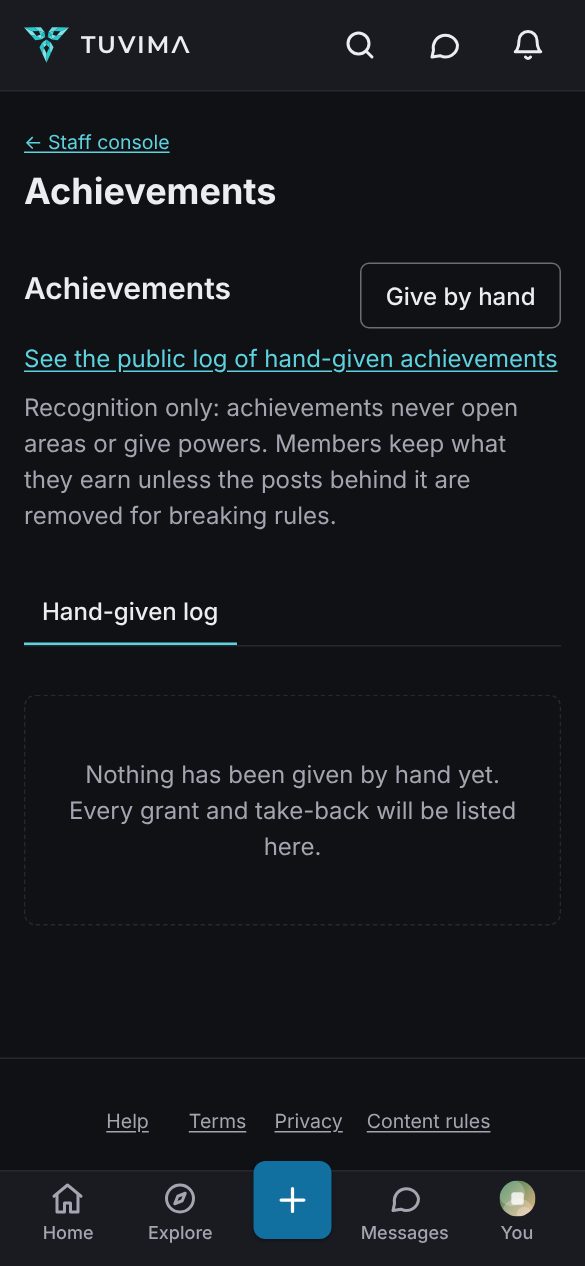 TUVIMA
← Staff console
Achievements
Achievements
Give by hand
See the public log of hand-given achievements
Recognition only: achievements never open
areas or give powers. Members keep what
they earn unless the posts behind it are
removed for breaking rules.
Hand-given log
Nothing has been given by hand yet.
Every grant and take-back will be listed
here.
Help
Terms
Privacy
Content rules
Home
Explore
Messages
You